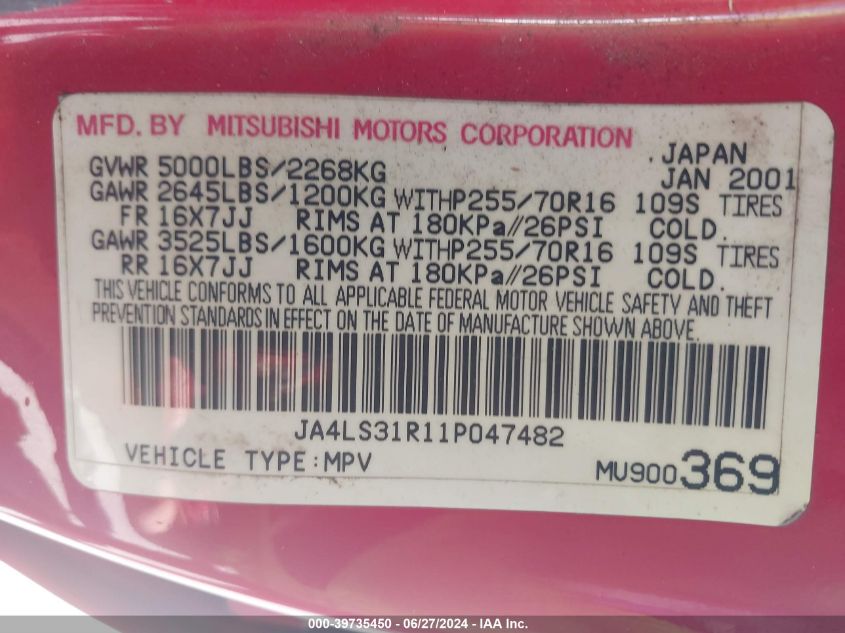 MFD. BY MITSUBISHI MOTORS CORPORATION
JAPAN
GVWR 5000LBS/2268KG JAN 2001
GAWR 2645LBS/1200KG WITHP255/70R16 109S TIRES
FR 16X7JJ RIMS AT 180KPa//26PSI COLD.
GAWR 3525LBS/1600KG WITHP255/70R16 109S TIRES
RR 16X7JJ RIMS AT 180KPa//26PSI COLD.
THIS VEHICLE CONFORMS TO ALL APPLICABLE FEDERAL MOTOR VEHICLE SAFETY AND THEFT
PREVENTION STANDARDS IN EFFECT ON THE DATE OF MANUFACTURE SHOWN ABOVE.
JA4LS31R11P047482
VEHICLE TYPE:MPV MU900369
000-39735450 - 06/27/2024 - IAAI, Inc.